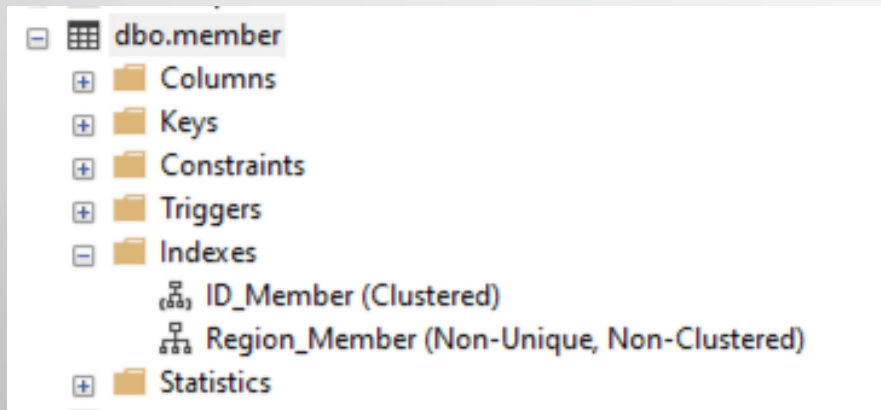 dbo.member
Columns
Keys
Constraints
Triggers
Indexes
ID_Member (Clustered)
Region_Member (Non-Unique, Non-Clustered)
Statistics